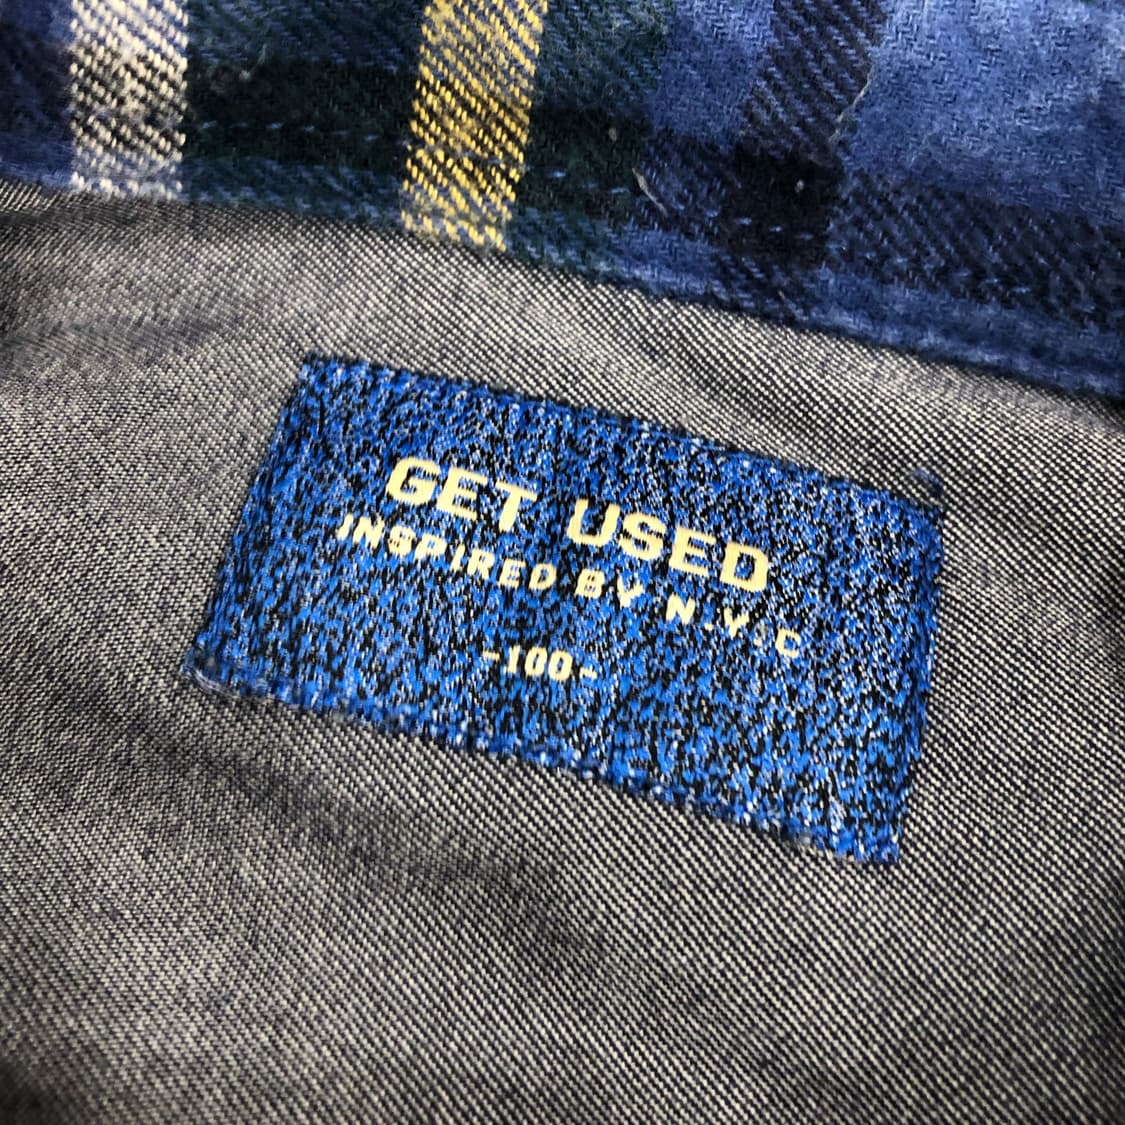 GET USED
INSPIRED BY N.Y.C
-100-